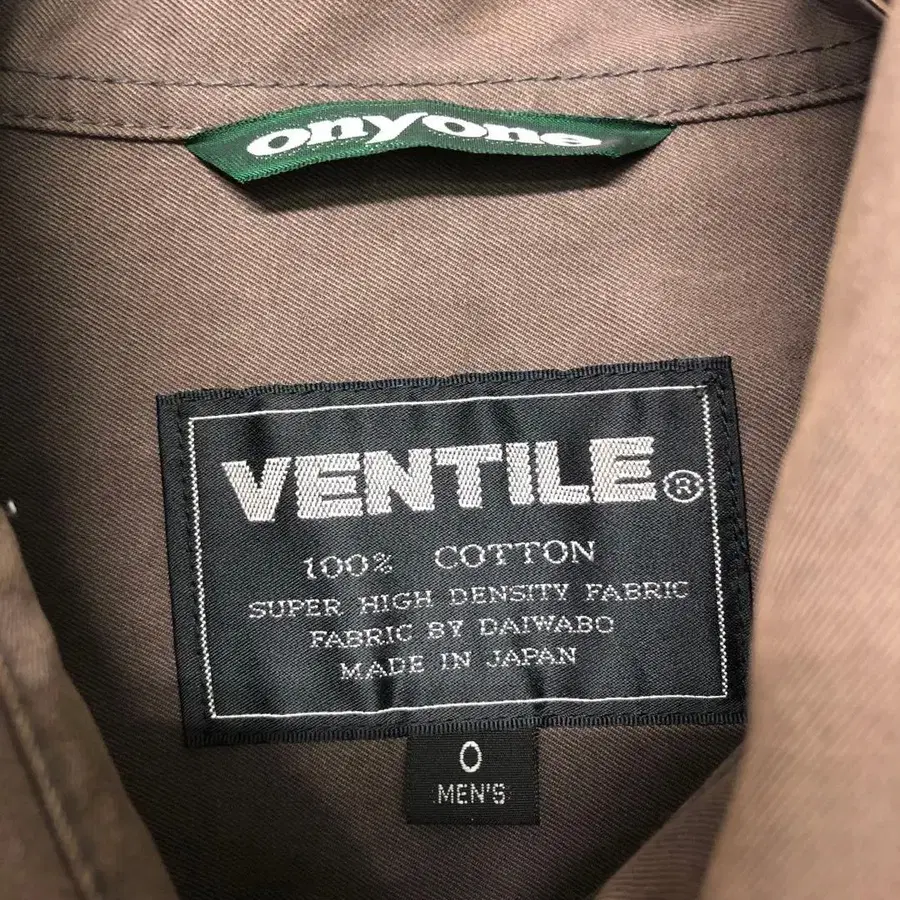 onyone
VENTILE®
100% COTTON
SUPER HIGH DENSITY FABRIC
FABRIC BY DAIWABO
MADE IN JAPAN
O
MEN'S